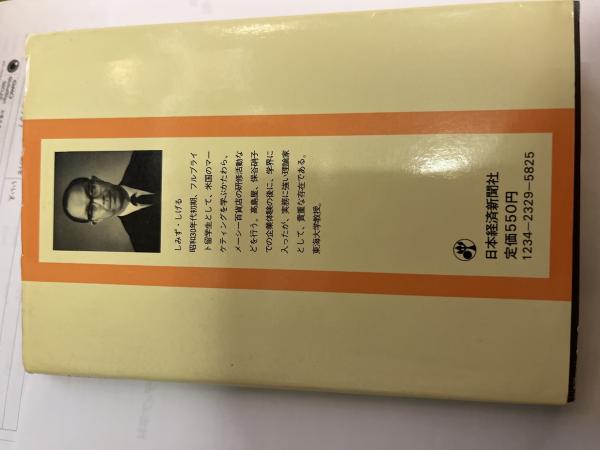 しみず・しげる
昭和30年代初期、フルブライ
ト留学生として、米国のマー
ケティングを学ぶかたわら、
メーシー百貨店の研修活動な
どを行う。高島屋、保谷硝子
での企業体験の後に、学界に
入ったが、実務に強い理論家
として、貴重な存在である。
東海大学教授。
日本経済新聞社
定価550円
1234-2329-5825